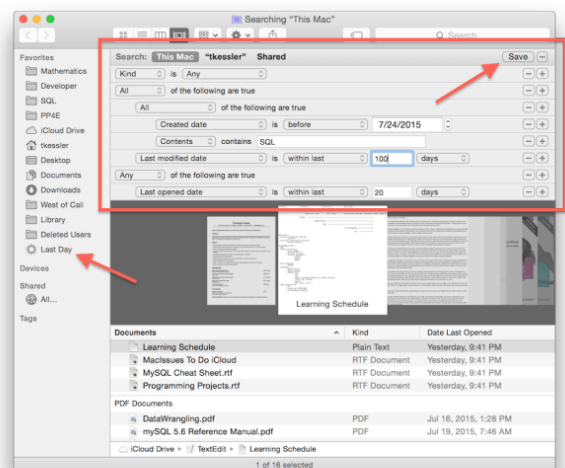 Searching “This Mac”
Search
Search: This Mac “tkessler” Shared Save
Kind is Any
All of the following are true
All of the following are true
Created date is before 7/24/2015
Contents contains SQL
Last modified date is within last 100 days
Any of the following are true
Last opened date is within last 20 days
Favorites
Mathematics
Developer
SQL
PP4E
iCloud Drive
tkessler
Desktop
Documents
Downloads
West of Cali
Library
Deleted Users
Last Day
Devices
Shared
All...
Tags
Learning Schedule
Documents Kind Date Last Opened
Learning Schedule Plain Text Yesterday, 9:41 PM
MacIssues To Do iCloud RTF Document Yesterday, 9:41 PM
MySQL Cheat Sheet.rtf RTF Document Yesterday, 9:41 PM
Programming Projects.rtf RTF Document Yesterday, 9:41 PM
PDF Documents
DataWrangling.pdf PDF Jul 16, 2015, 1:28 PM
mySQL 5.6 Reference Manual.pdf PDF Jul 19, 2015, 7:46 AM
iCloud Drive ▸ TextEdit ▸ Learning Schedule
1 of 16 selected